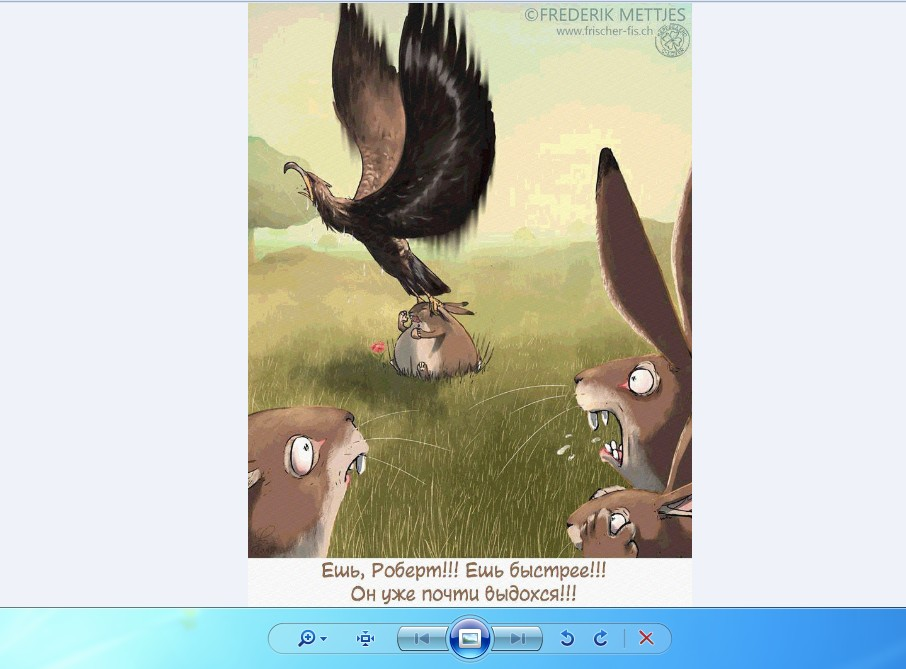 ©FREDERIK METTJES
www.frischer-fis.ch
Ешь, Роберт!!! Ешь быстрее!!!
Он уже почти выдохся!!!